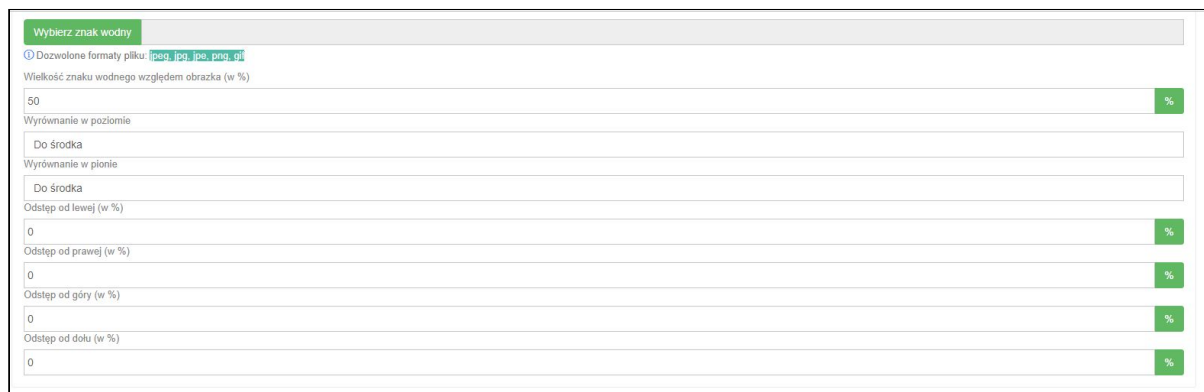 Wybierz znak wodny
Dozwolone formaty pliku: jpeg, jpg, jpe, png, gif
Wielkość znaku wodnego względem obrazka (w %)
50 %
Wyrównanie w poziomie
Do środka
Wyrównanie w pionie
Do środka
Odstęp od lewej (w %)
0 %
Odstęp od prawej (w %)
0 %
Odstęp od góry (w %)
0 %
Odstęp od dołu (w %)
0 %